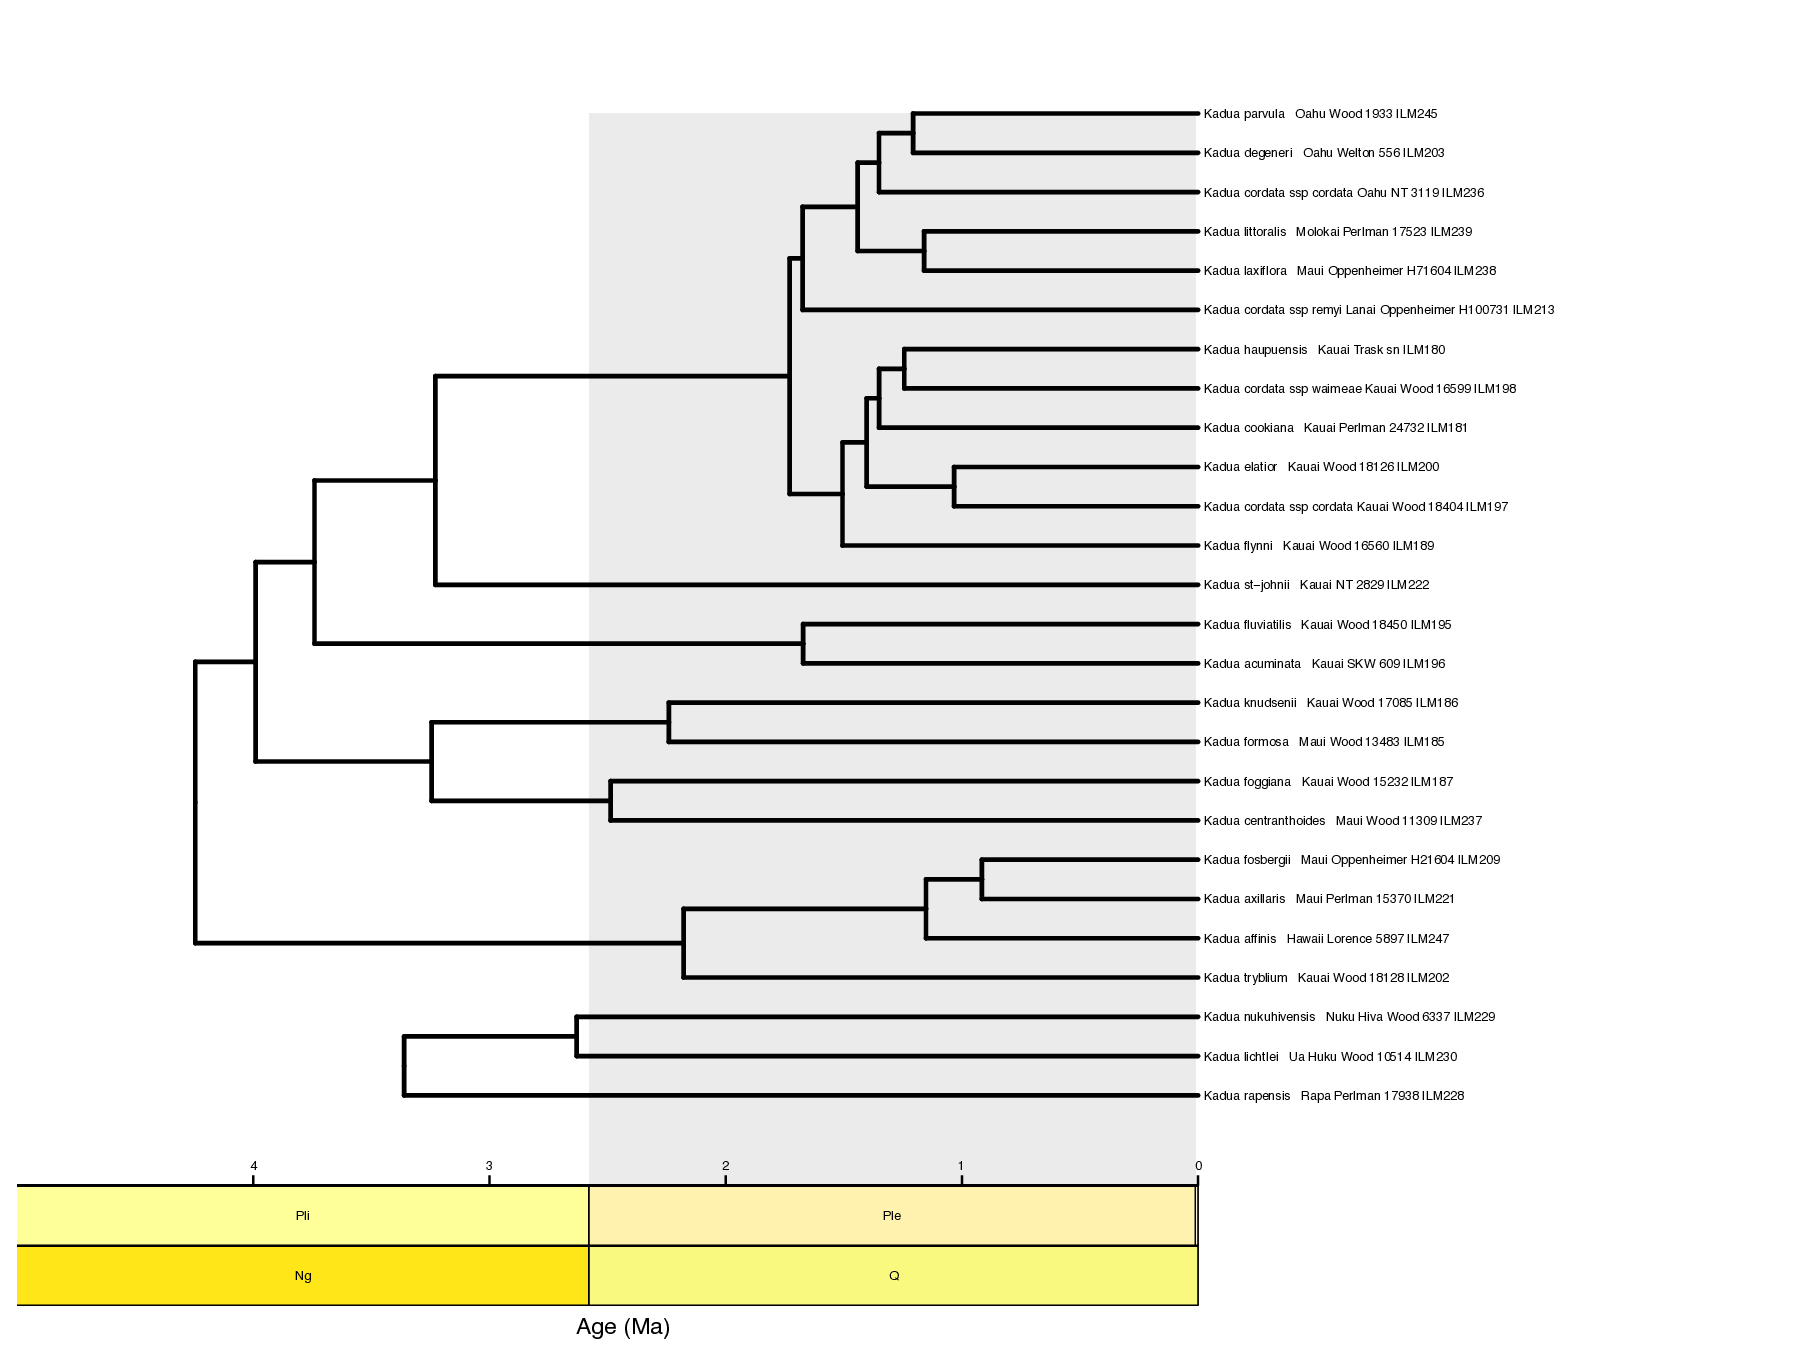 Kadua parvula Oahu Wood 1933 ILM245
Kadua degeneri Oahu Welton 556 ILM203
Kadua cordata ssp cordata Oahu NT 3119 ILM236
Kadua littoralis Molokai Perlman 17523 ILM239
Kadua laxiflora Maui Oppenheimer H71604 ILM238
Kadua cordata ssp remyi Lanai Oppenheimer H100731 ILM213
Kadua haupuensis Kauai Trask sn ILM180
Kadua cordata ssp waimeae Kauai Wood 16599 ILM198
Kadua cookiana Kauai Perlman 24732 ILM181
Kadua elatior Kauai Wood 18126 ILM200
Kadua cordata ssp cordata Kauai Wood 18404 ILM197
Kadua flynni Kauai Wood 16560 ILM189
Kadua st−johnii Kauai NT 2829 ILM222
Kadua fluviatilis Kauai Wood 18450 ILM195
Kadua acuminata Kauai SKW 609 ILM196
Kadua knudsenii Kauai Wood 17085 ILM186
Kadua formosa Maui Wood 13483 ILM185
Kadua foggiana Kauai Wood 15232 ILM187
Kadua centranthoides Maui Wood 11309 ILM237
Kadua fosbergii Maui Oppenheimer H21604 ILM209
Kadua axillaris Maui Perlman 15370 ILM221
Kadua affinis Hawaii Lorence 5897 ILM247
Kadua tryblium Kauai Wood 18128 ILM202
Kadua nukuhivensis Nuku Hiva Wood 6337 ILM229
Kadua lichtlei Ua Huku Wood 10514 ILM230
Kadua rapensis Rapa Perlman 17938 ILM228
4 3 2 1 0
Pli Ple
Ng Q
Age (Ma)